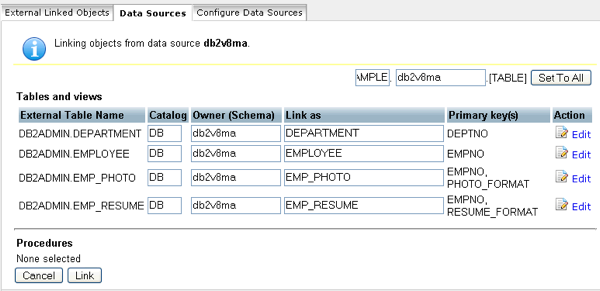 External Linked Objects Data Sources Configure Data Sources
Linking objects from data source db2v8ma.
AMPLE. db2v8ma .[TABLE] Set To All
Tables and views
External Table Name Catalog Owner (Schema) Link as Primary key(s) Action
DB2ADMIN.DEPARTMENT DB db2v8ma DEPARTMENT DEPTNO Edit
DB2ADMIN.EMPLOYEE DB db2v8ma EMPLOYEE EMPNO Edit
DB2ADMIN.EMP_PHOTO DB db2v8ma EMP_PHOTO EMPNO, PHOTO_FORMAT Edit
DB2ADMIN.EMP_RESUME DB db2v8ma EMP_RESUME EMPNO, RESUME_FORMAT Edit
Procedures
None selected
Cancel Link